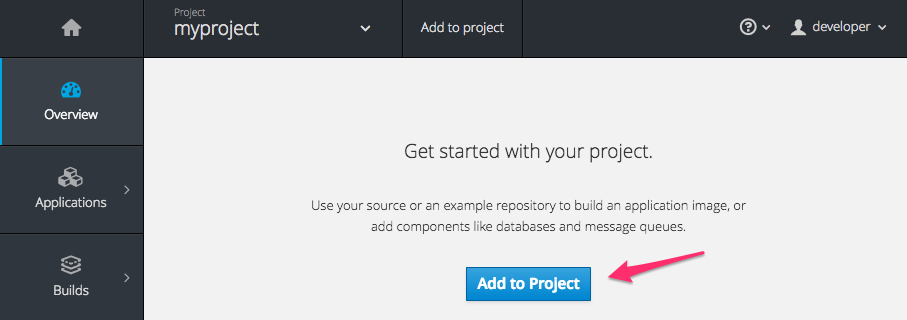 Project
myproject
Add to project
developer
Overview
Applications
Builds
Get started with your project.
Use your source or an example repository to build an application image, or
add components like databases and message queues.
Add to Project